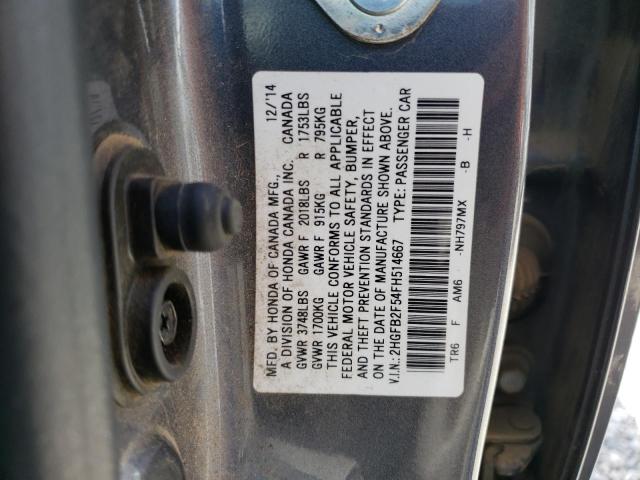 MFD. BY HONDA OF CANADA MFG., 12/'14
A DIVISION OF HONDA CANADA INC. CANADA
GVWR 3748LBS GAWR F 2018LBS R 1753LBS
GVWR 1700KG GAWR F 915KG R 795KG
THIS VEHICLE CONFORMS TO ALL APPLICABLE
FEDERAL MOTOR VEHICLE SAFETY, BUMPER,
AND THEFT PREVENTION STANDARDS IN EFFECT
ON THE DATE OF MANUFACTURE SHOWN ABOVE.
V.I.N.: 2HGFB2F54FH514667 TYPE: PASSENGER CAR
TR6 F AM6 -NH797MX -B -H